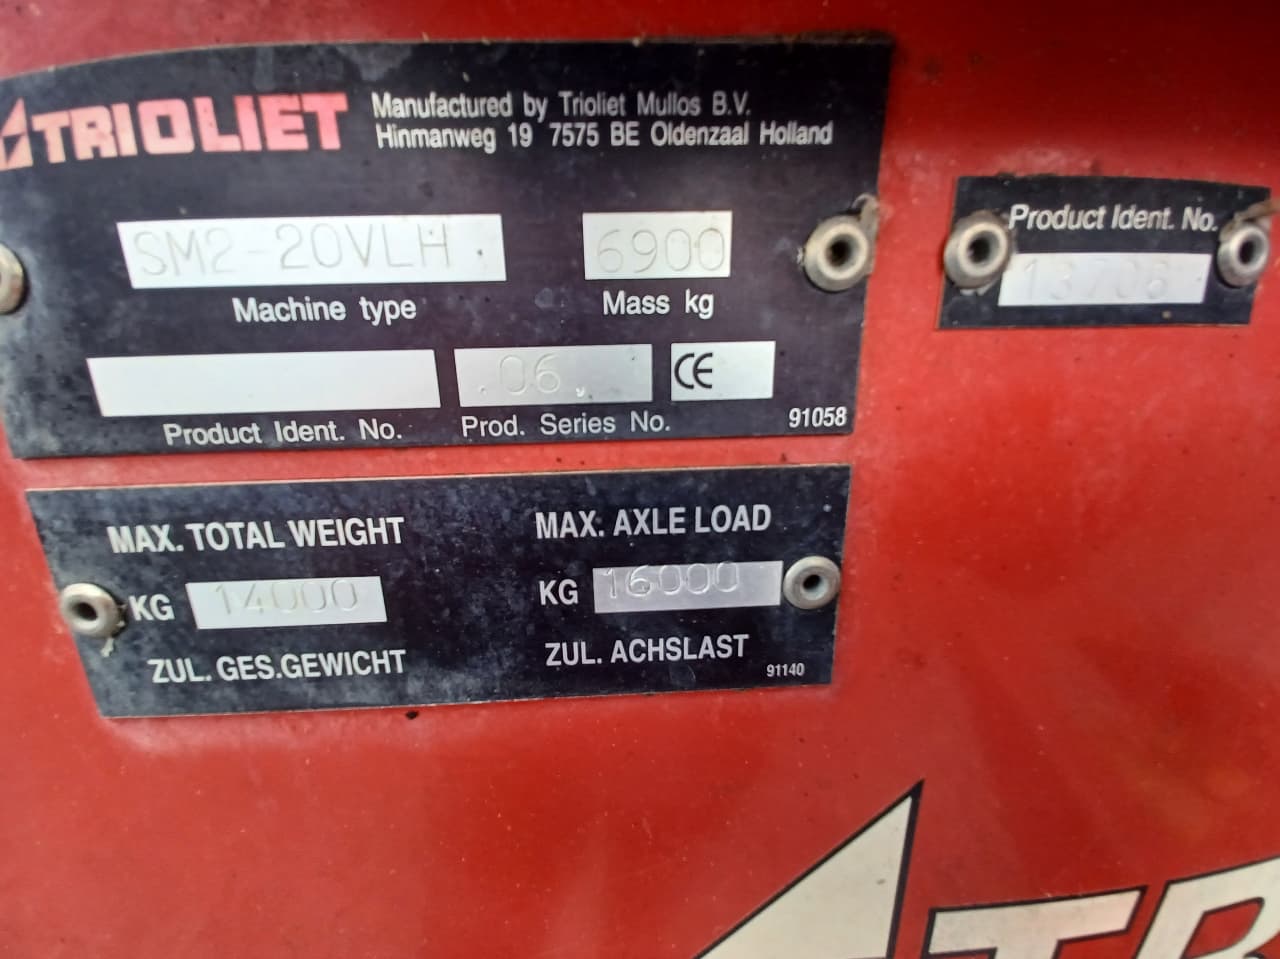 TRIOLIET
Manufactured by Trioliet Mullos B.V.
Hinmanweg 19 7575 BE Oldenzaal Holland
SM2-20VLH
6900
Machine type
Mass kg
.06.
CE
Product Ident. No.
Prod. Series No.
91058
Product Ident. No.
13708
MAX. TOTAL WEIGHT
MAX. AXLE LOAD
KG 14000
KG 16000
ZUL. GES.GEWICHT
ZUL. ACHSLAST
91140